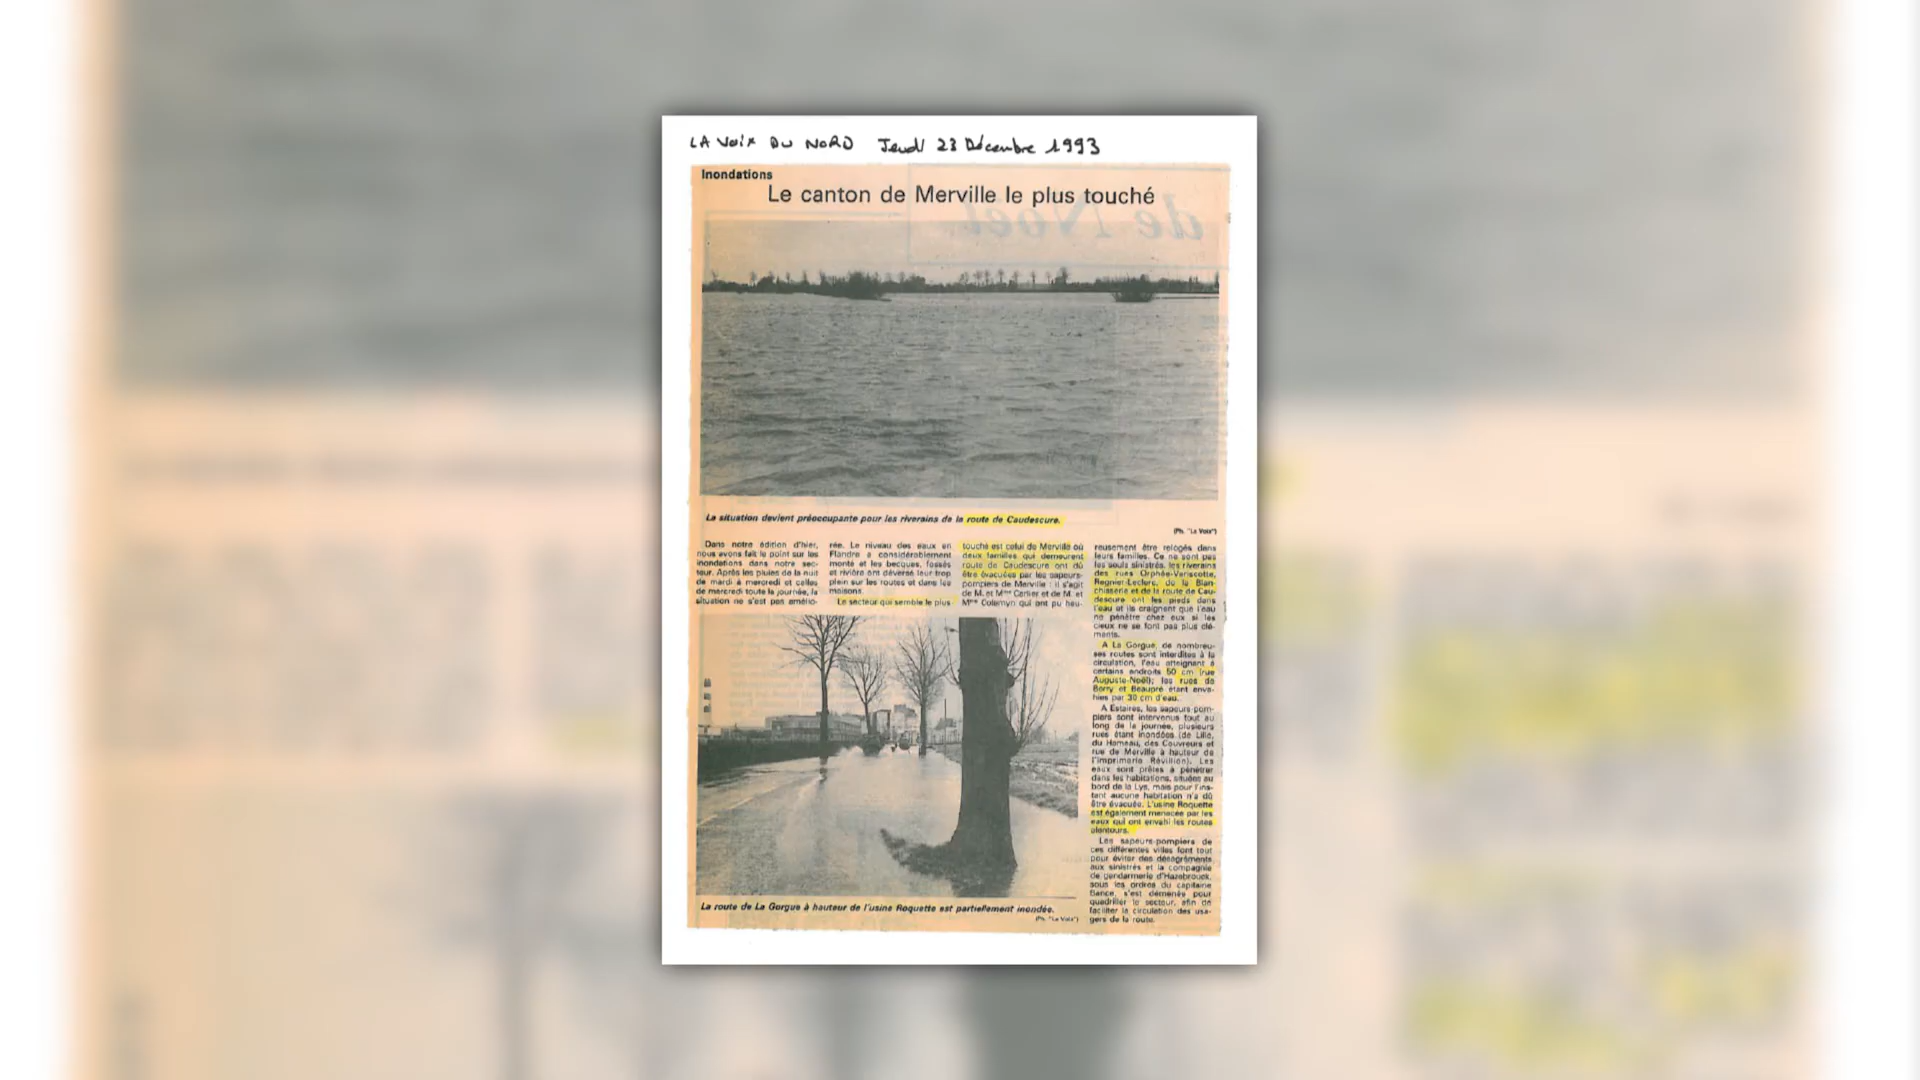 LA VOIX DU NORD Jeudi 23 Décembre 1993
Inondations
Le canton de Merville le plus touché
La situation devient préoccupante pour les riverains de la route de Caudescure.
(Ph. "La Voix")
Dans notre édition d'hier,
nous avons fait le point sur les
inondations dans notre sec-
teur. Après les pluies de la nuit
de mardi à mercredi et celles
de mercredi toute la journée, la
situation ne s'est pas amélio-
rée. Le niveau des eaux en
Flandre a considérablement
monté et les becques, fossés
et rivière ont déversé leur trop
plein sur les routes et dans les
maisons.
Le secteur qui semble le plus
touché est celui de Merville où
deux familles qui demeurent
route de Caudescure ont dû
être évacuées par les sapeurs-
pompiers de Merville : il s'agit
de M. et Mme Carlier et de M. et
Mme Colamyn qui ont pu heu-
reusement être relogés dans
leurs familles. Ce ne sont pas
les seuls sinistrés, les riverains
des rues Orphée-Variscotte,
Regnier-Leclerc, de la Blan-
chisserie et de la route de Cau-
descure ont les pieds dans
l'eau et ils craignent que l'eau
ne pénètre chez eux si les
cieux ne se font pas plus clé-
ments.
A La Gorgue, de nombreu-
ses routes sont interdites à la
circulation, l'eau atteignant à
certains endroits 50 cm (rue
Auguste-Noël); les rues de
Borry et Beaupré étant enva-
hies par 30 cm d'eau.
A Estaires, les sapeurs-pom-
piers sont intervenus tout au
long de la journée, plusieurs
rues étant inondées (de Lille,
du Hameau, des Couvreurs et
rue de Merville à hauteur de
l'imprimerie Révillion). Les
eaux sont prêtes à pénétrer
dans les habitations, situées au
bord de la Lys, mais pour l'ins-
tant aucune habitation n'a dû
être évacuée. L'usine Roquette
est également menacée par les
eaux qui ont envahi les routes
alentours.
Les sapeurs-pompiers de
ces différentes villes font tout
pour éviter des désagréments
aux sinistrés et la compagnie
de gendarmerie d'Hazebrouck,
sous les ordres du capitaine
Bance, s'est démenée pour
quadriller le secteur, afin de
faciliter la circulation des usa-
gers de la route.
La route de La Gorgue à hauteur de l'usine Roquette est partiellement inondée.
(Ph. "La Voix")